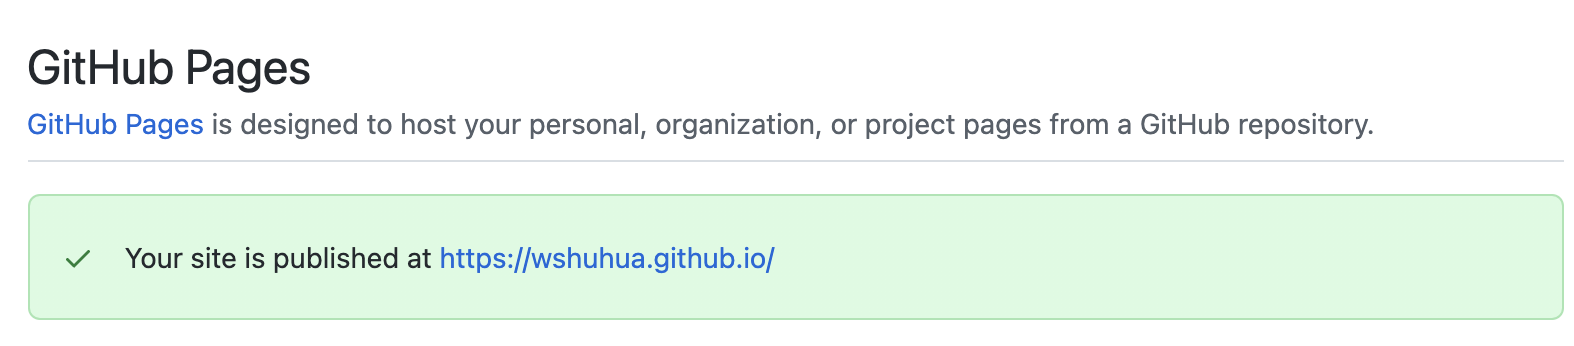 GitHub Pages
GitHub Pages is designed to host your personal, organization, or project pages from a GitHub repository.
Your site is published at https://wshuhua.github.io/